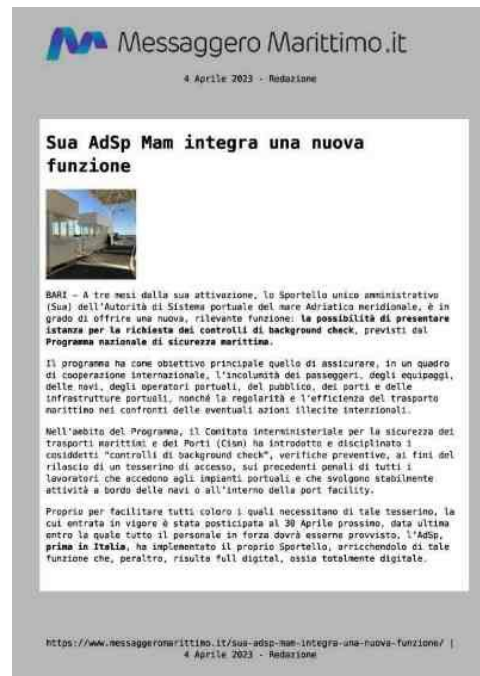 Messaggero Marittimo.it
4 Aprile 2023 - Redazione
Sua AdSp Mam integra una nuova
funzione
BARI – A tre mesi dalla sua attivazione, lo Sportello unico amministrativo
(Sua) dell'Autorità di Sistema portuale del mare Adriatico meridionale, è in
grado di offrire una nuova, rilevante funzione: la possibilità di presentare
istanza per la richiesta dei controlli di background check, previsti dal
Programma nazionale di sicurezza marittima.
Il programma ha come obiettivo principale quello di assicurare, in un quadro
di cooperazione internazionale, l'incolumità dei passeggeri, degli equipaggi,
delle navi, degli operatori portuali, del pubblico, dei porti e delle
infrastrutture portuali, nonché la regolarità e l'efficienza del trasporto
marittimo nei confronti delle eventuali azioni illecite intenzionali.
Nell'ambito del Programma, il Comitato interministeriale per la sicurezza dei
trasporti marittimi e dei Porti (Cism) ha introdotto e disciplinato i
cosiddetti "controlli di background check", verifiche preventive, ai fini del
rilascio di un tesserino di accesso, sui precedenti penali di tutti i
lavoratori che accedono agli impianti portuali e che svolgono stabilmente
attività a bordo delle navi o all'interno della port facility.
Proprio per facilitare tutti coloro i quali necessitano di tale tesserino, la
cui entrata in vigore è stata posticipata al 30 Aprile prossimo, data ultima
entro la quale tutto il personale in forza dovrà esserne provvisto, l'AdSp,
prima in Italia, ha implementato il proprio Sportello, arricchendolo di tale
funzione che, peraltro, risulta full digital, ossia totalmente digitale.
https://www.messaggeromarittimo.it/sua-adsp-mam-integra-una-nuova-funzione/ |
4 Aprile 2023 - Redazione